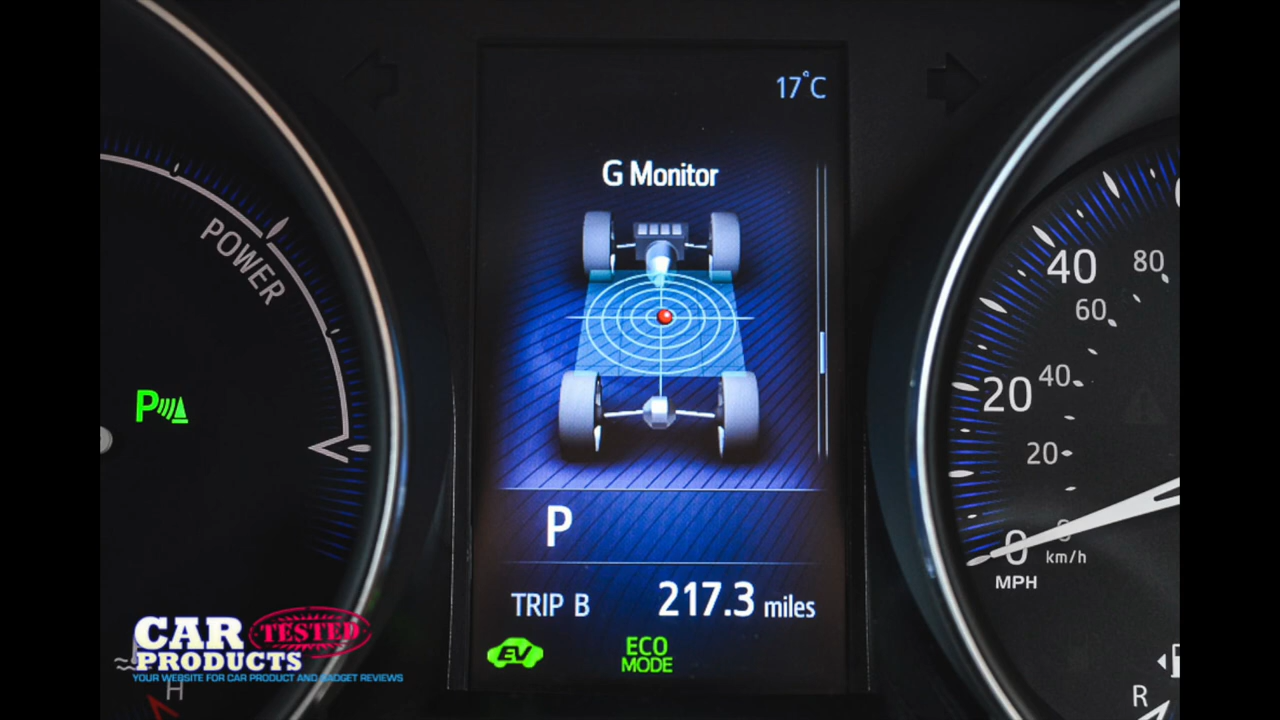 17°C
G Monitor
POWER
P
P
TRIP B 217.3 miles
EV
ECO
MODE
40
80
60
20
40
20
0
km/h
MPH
R
H
CAR TESTED
PRODUCTS
YOUR WEBSITE FOR CAR PRODUCT AND GADGET REVIEWS